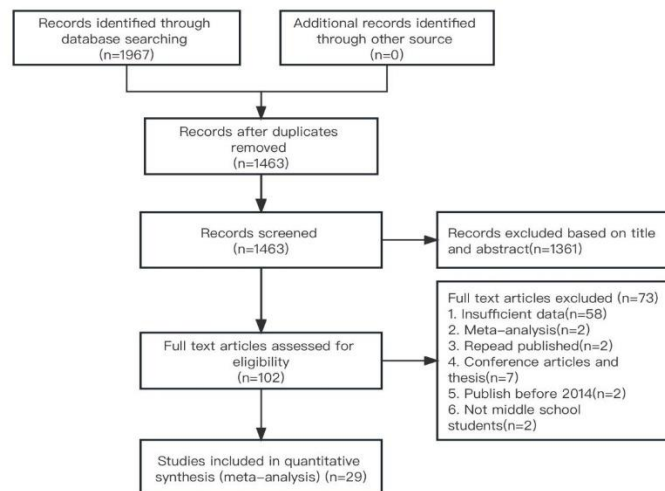 Records identified through
database searching
(n=1967)
Additional records identified
through other source
(n=0)
Records after duplicates
removed
(n=1463)
Records screened
(n=1463)
Records excluded based on title
and abstract(n=1361)
Full text articles assessed for
eligibility
(n=102)
Full text articles excluded (n=73)
1. Insufficient data(n=58)
2. Meta-analysis(n=2)
3. Repead published(n=2)
4. Conference articles and
thesis(n=7)
5. Publish before 2014(n=2)
6. Not middle school
students(n=2)
Studies included in quantitative
synthesis (meta-analysis) (n=29)